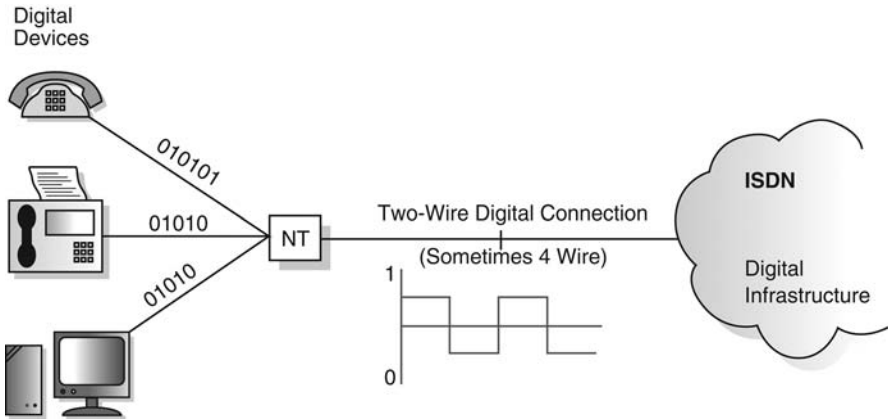 Digital
Devices
010101
01010
01010
NT
Two-Wire Digital Connection
(Sometimes 4 Wire)
1
0
ISDN
Digital
Infrastructure